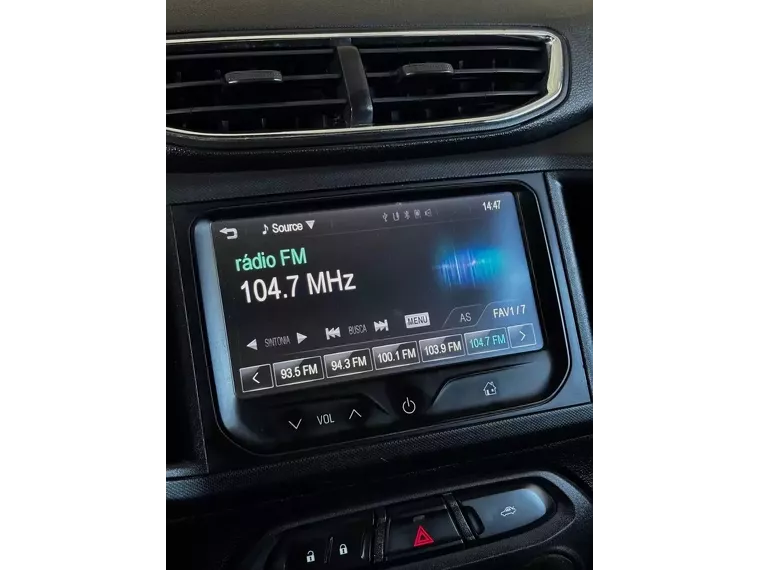 Source
14:47
rádio FM
104.7 MHz
SINTONIA BUSCA MENU AS FAV1 / 7
93.5 FM 94.3 FM 100.1 FM 103.9 FM 104.7 FM
VOL